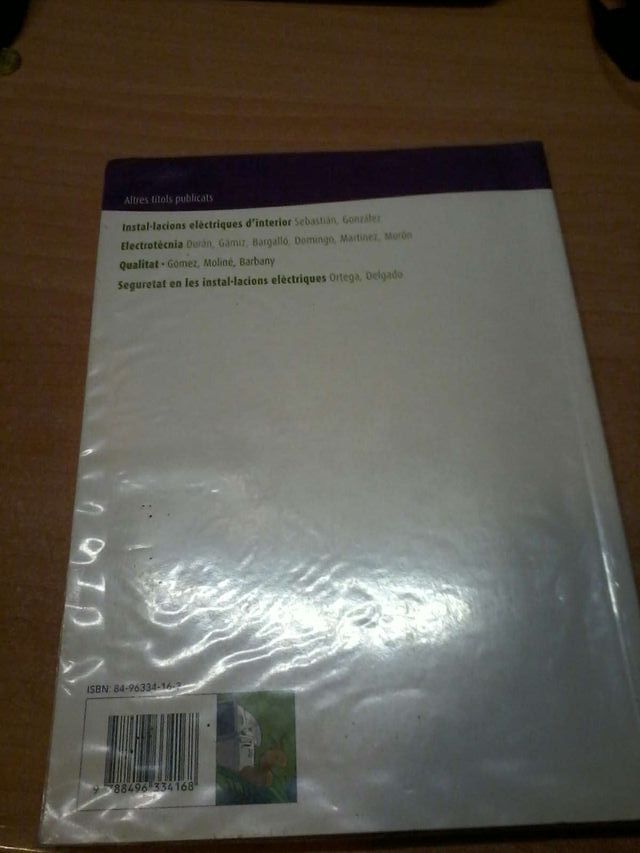 Altres títols publicats
Instal·lacions elèctriques d'interior Sebastián, González
Electrotècnia Durán, Gámiz, Bargalló, Domingo, Martínez, Morón
Qualitat • Gómez, Moliné, Barbany
Seguretat en les instal·lacions elèctriques Ortega, Delgado
ISBN: 84-96334-16-
9 788496 334168